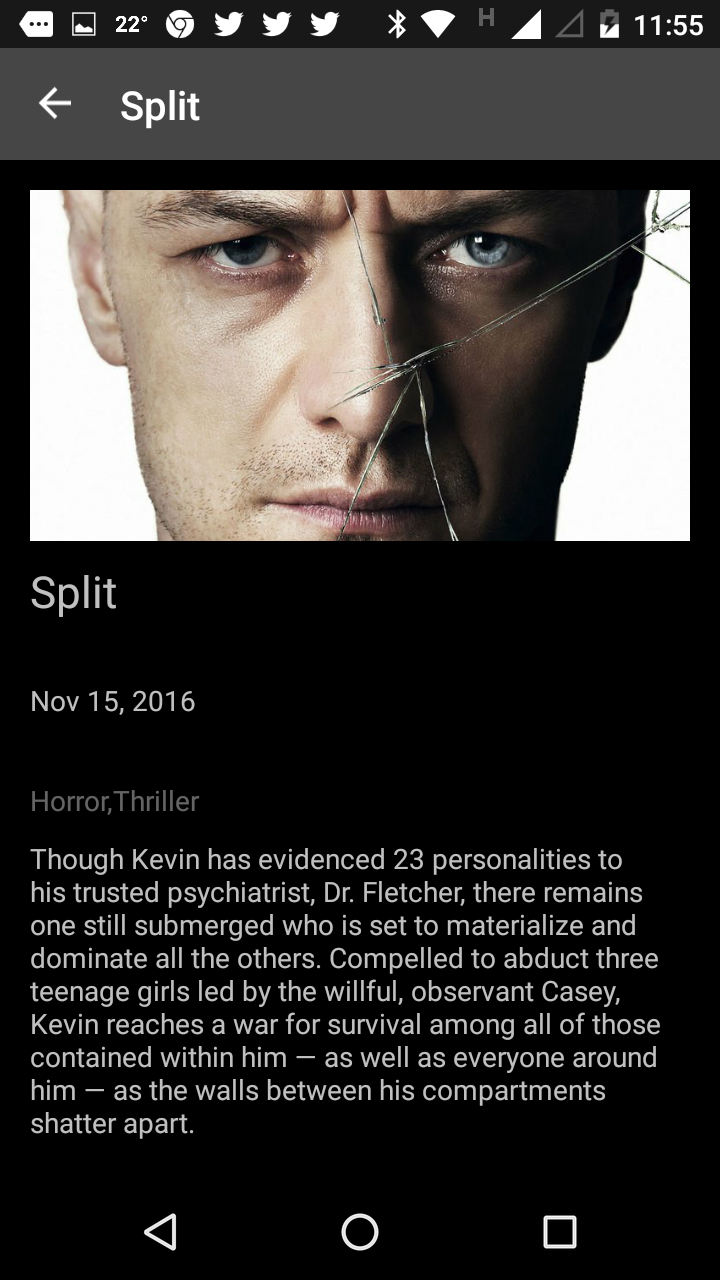 22° H 11:55
Split
Split
Nov 15, 2016
Horror,Thriller
Though Kevin has evidenced 23 personalities to
his trusted psychiatrist, Dr. Fletcher, there remains
one still submerged who is set to materialize and
dominate all the others. Compelled to abduct three
teenage girls led by the willful, observant Casey,
Kevin reaches a war for survival among all of those
contained within him — as well as everyone around
him — as the walls between his compartments
shatter apart.